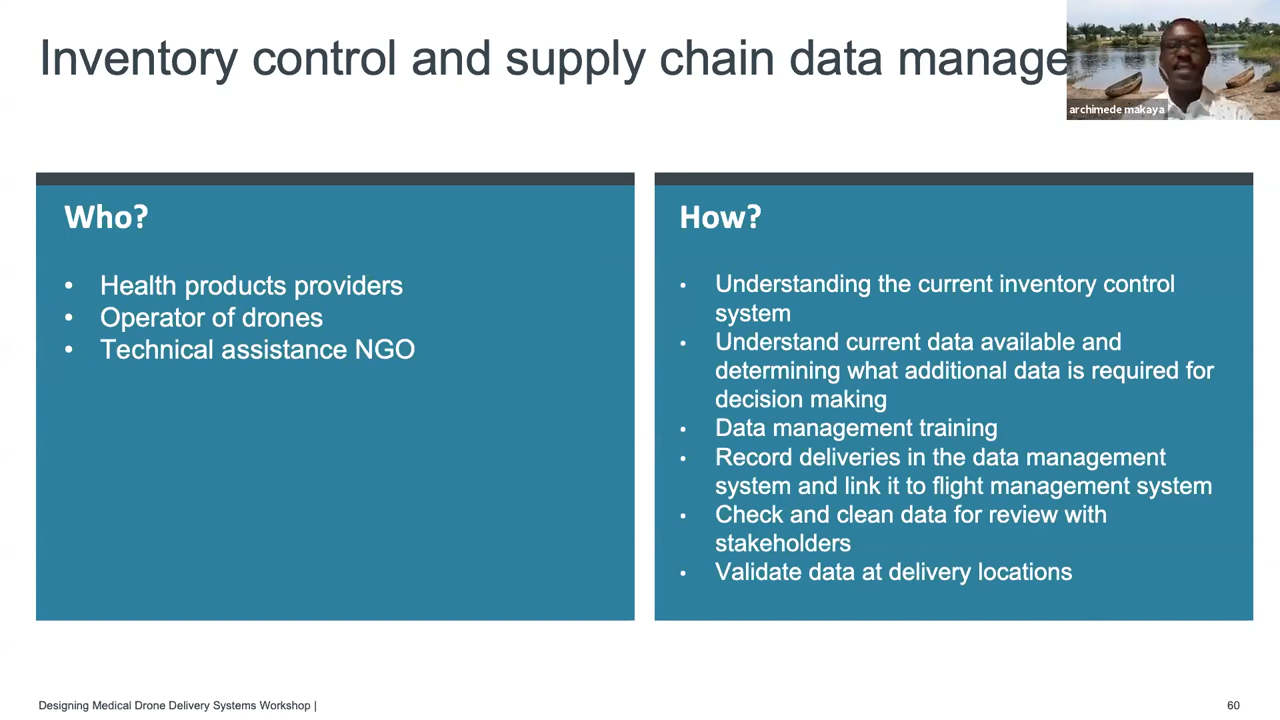 Inventory control and supply chain data manage
archimede makaya
Who?
• Health products providers
• Operator of drones
• Technical assistance NGO
How?
• Understanding the current inventory control
system
• Understand current data available and
determining what additional data is required for
decision making
• Data management training
• Record deliveries in the data management
system and link it to flight management system
• Check and clean data for review with
stakeholders
• Validate data at delivery locations
Designing Medical Drone Delivery Systems Workshop |
60